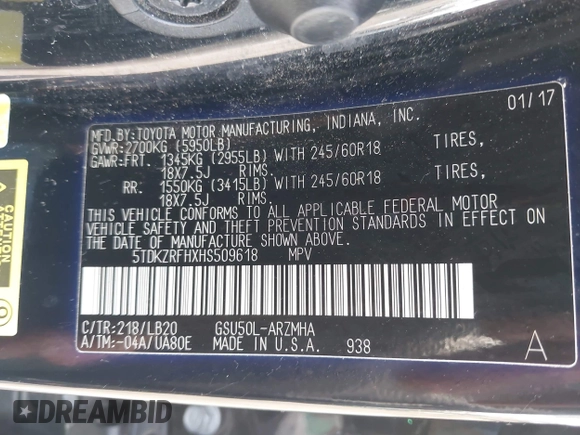 MFD.BY:TOYOTA MOTOR MANUFACTURING, INDIANA, INC. 01/17
GVWR:2700KG (5950LB)
GAWR:FRT. 1345KG (2955LB) WITH 245/60R18 TIRES,
18X7.5J RIMS.
RR. 1550KG (3415LB) WITH 245/60R18 TIRES,
18X7.5J RIMS.
THIS VEHICLE CONFORMS TO ALL APPLICABLE FEDERAL MOTOR
VEHICLE SAFETY AND THEFT PREVENTION STANDARDS IN EFFECT ON
THE DATE OF MANUFACTURE SHOWN ABOVE.
5TDKZRFHXHS509618 MPV
C/TR:218/LB20 GSU50L-ARZMHA
A/TM:-04A/UA80E MADE IN U.S.A. 938 A
CAUTION
DREAMBID